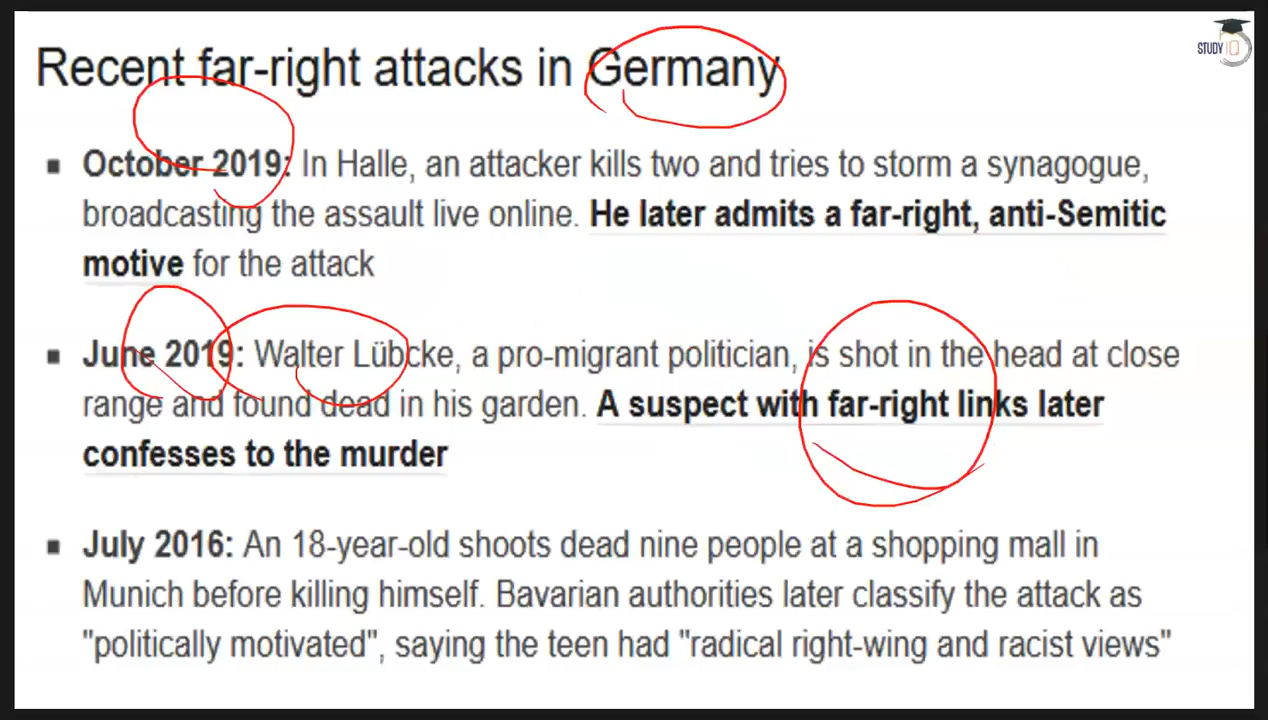 STUDY IQ
Recent far-right attacks in Germany
▪ October 2019: In Halle, an attacker kills two and tries to storm a synagogue,
broadcasting the assault live online. He later admits a far-right, anti-Semitic
motive for the attack
▪ June 2019: Walter Lübcke, a pro-migrant politician, is shot in the head at close
range and found dead in his garden. A suspect with far-right links later
confesses to the murder
▪ July 2016: An 18-year-old shoots dead nine people at a shopping mall in
Munich before killing himself. Bavarian authorities later classify the attack as
"politically motivated", saying the teen had "radical right-wing and racist views"